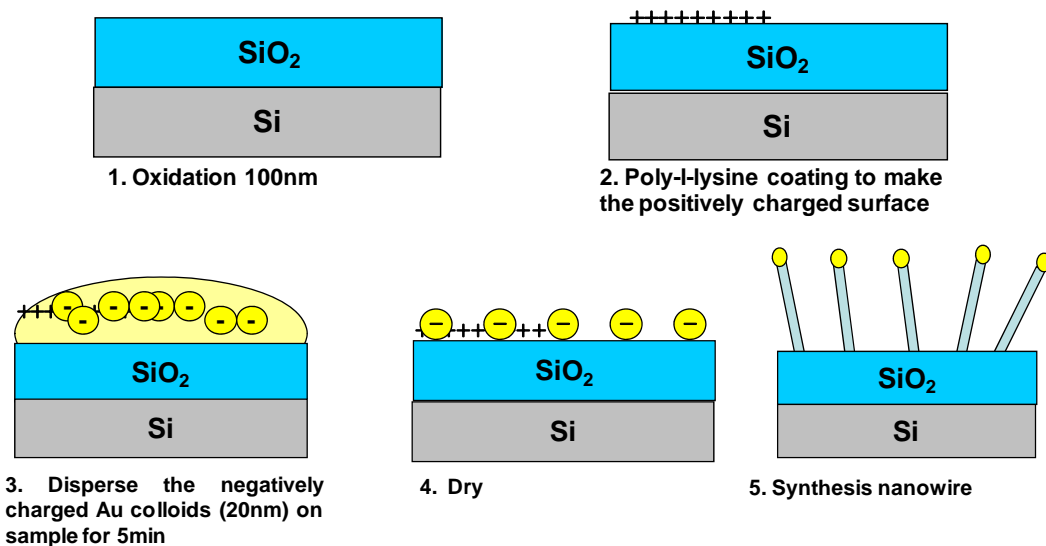 +++++++++
SiO₂
SiO₂
Si
Si
1. Oxidation 100nm
2. Poly-l-lysine coating to make
the positively charged surface
+++ - - - - - - - - -
- +++++++ - - - -
SiO₂
SiO₂
SiO₂
Si
Si
Si
3. Disperse the negatively
charged Au colloids (20nm) on
sample for 5min
4. Dry
5. Synthesis nanowire